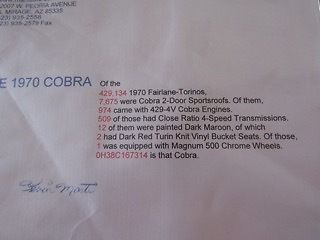 2007 W. PEORIA AVENUE
MIRAGE, AZ 85335
935-2558
935-2579 Fax
E 1970 COBRA Of the
429,134 1970 Fairlane-Torinos,
7,675 were Cobra 2-Door Sportsroofs. Of them,
974 came with 429-4V Cobra Engines.
509 of those had Close Ratio 4-Speed Transmissions.
12 of them were painted Dark Maroon, of which
2 had Dark Red Turin Knit Vinyl Bucket Seats. Of those,
1 was equipped with Magnum 500 Chrome Wheels.
0H38C167314 is that Cobra.